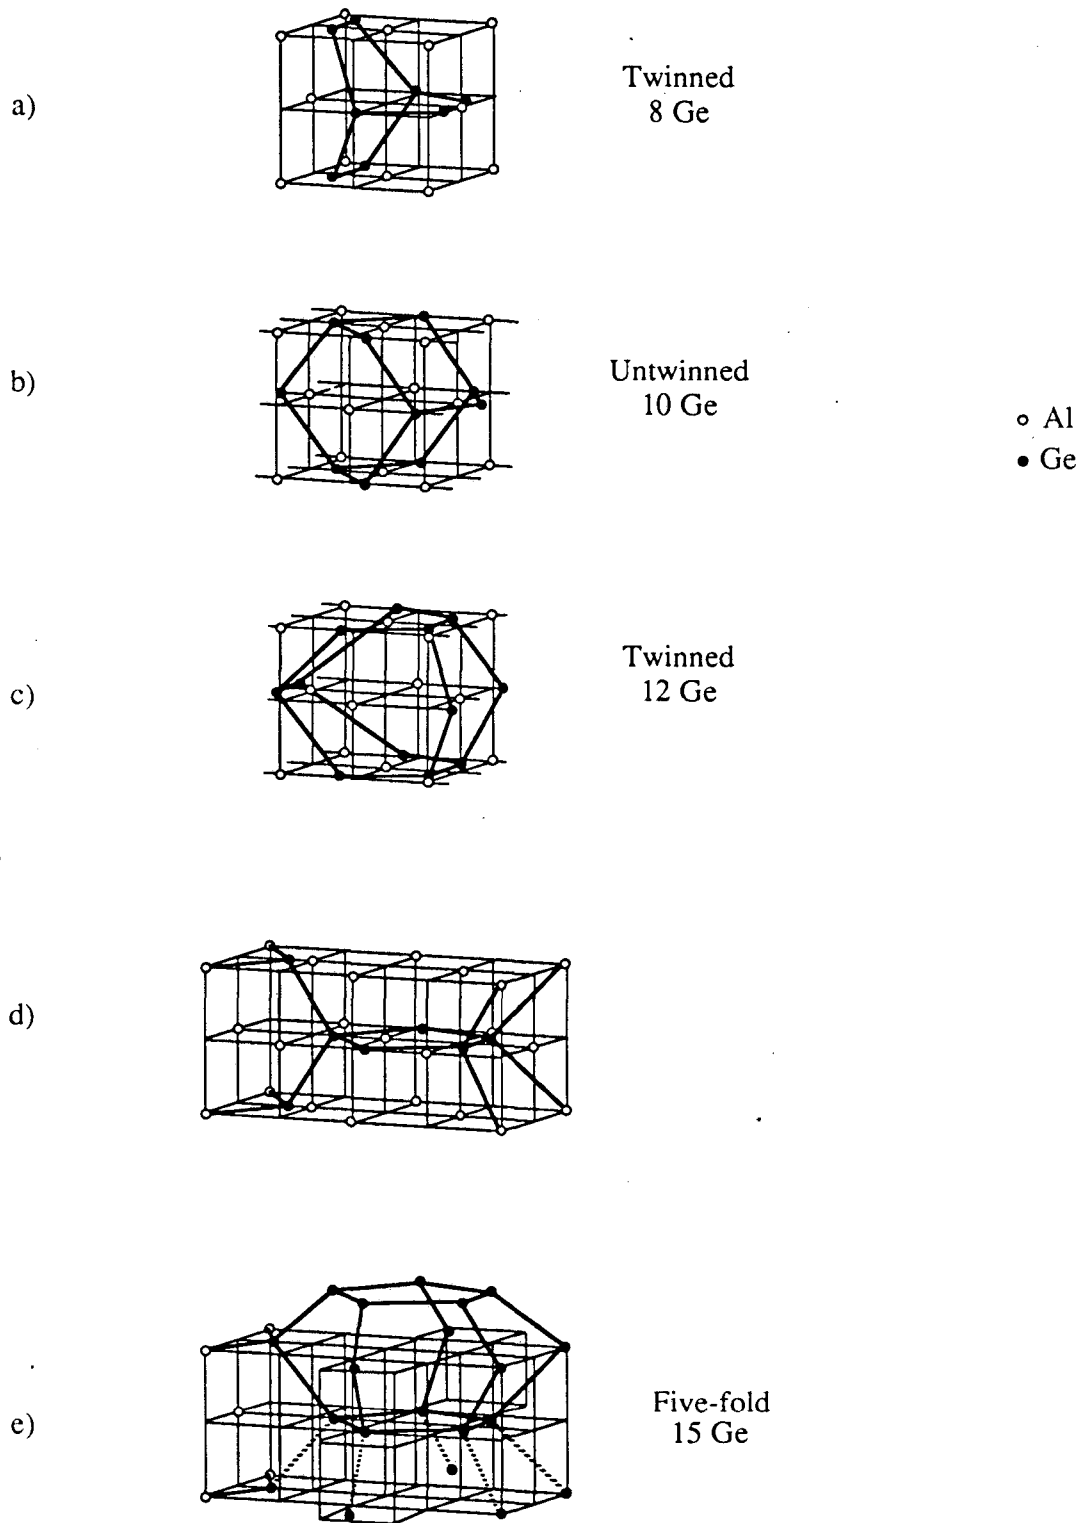 a)
Twinned
8 Ge
b)
Untwinned
10 Ge
Al
Ge
c)
Twinned
12 Ge
d)
e)
Five-fold
15 Ge